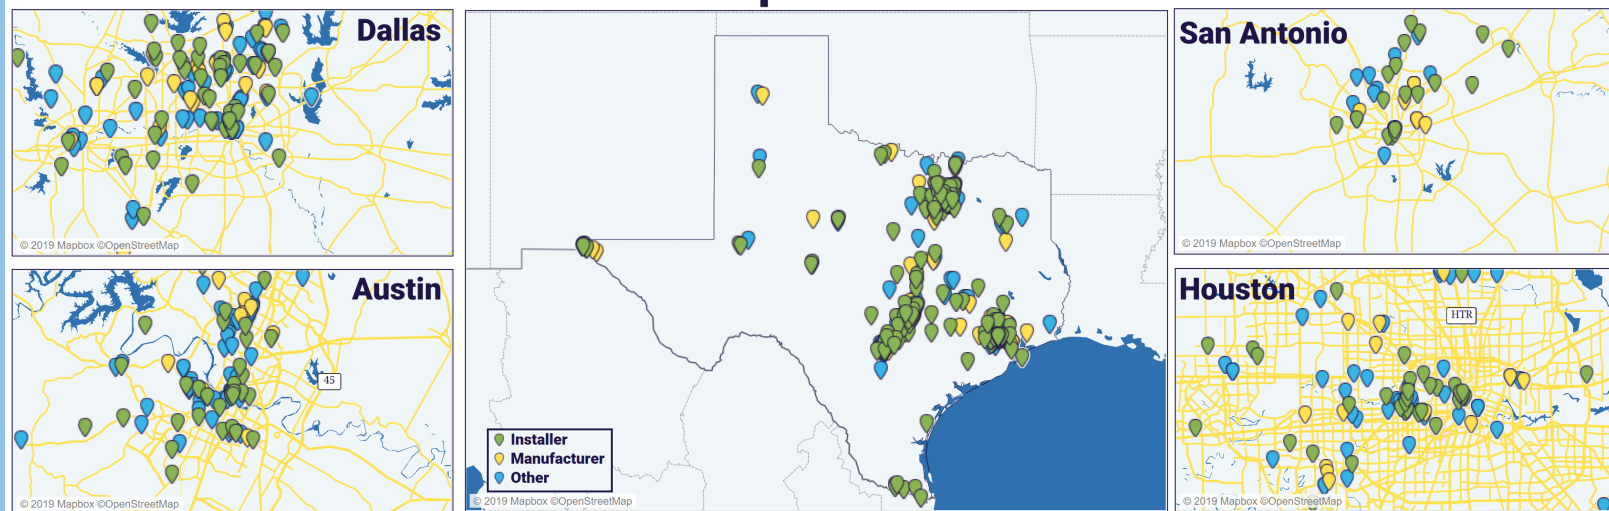 Dallas
© 2019 Mapbox ©OpenStreetMap
Austin
45
© 2019 Mapbox ©OpenStreetMap
Installer
Manufacturer
Other
© 2019 Mapbox ©OpenStreetMap
San Antonio
© 2019 Mapbox ©OpenStreetMap
Houston
HTR
© 2019 Mapbox ©OpenStreetMap